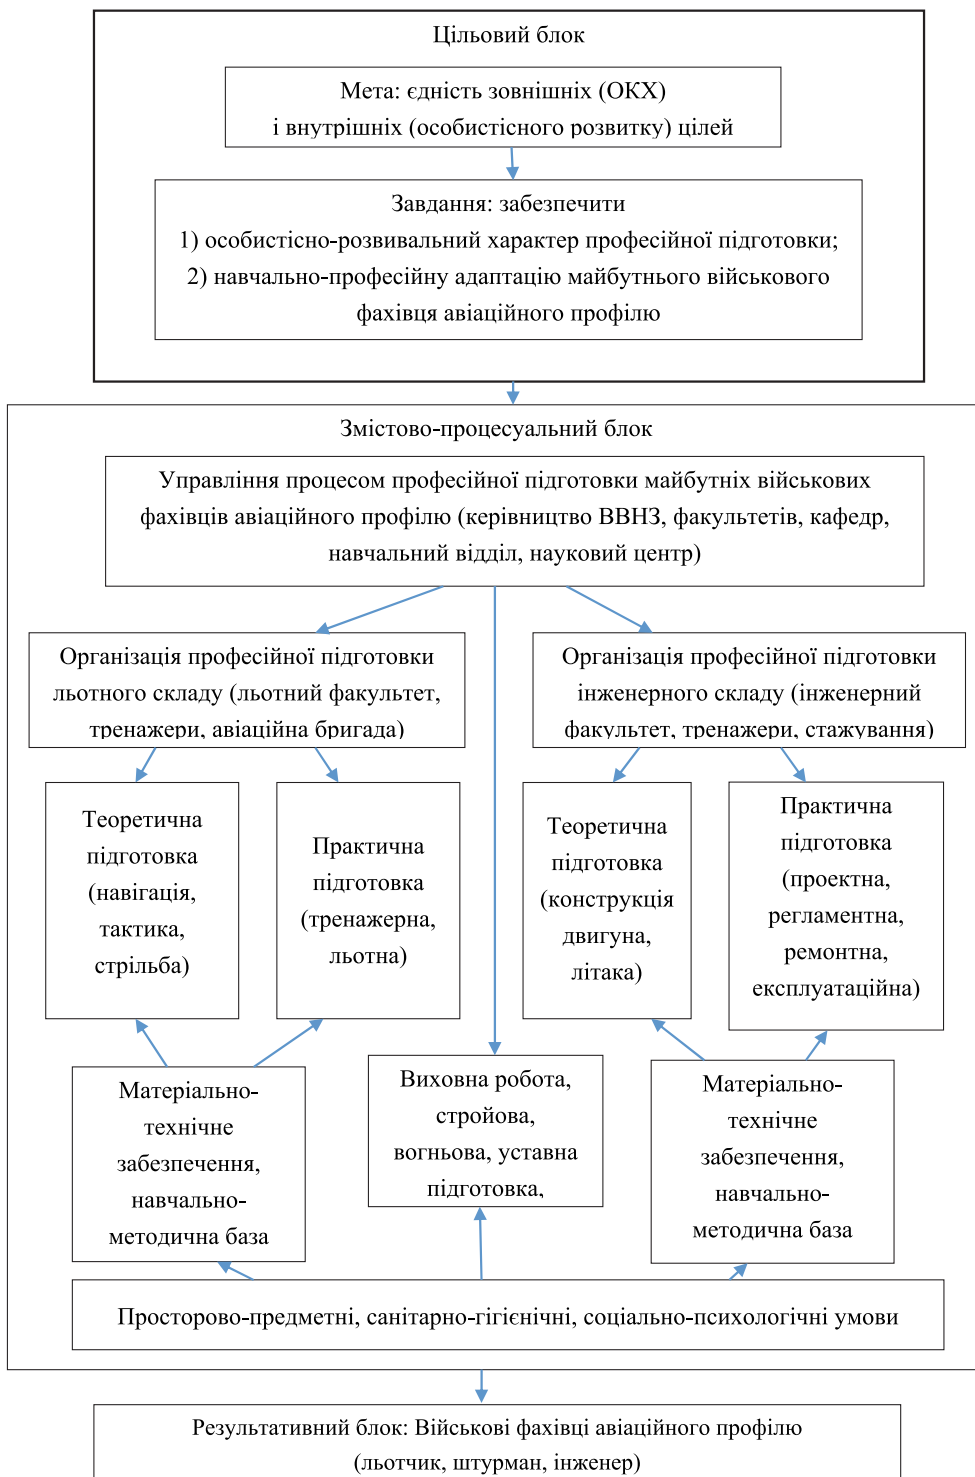 Цільовий блок
Мета: єдність зовнішніх (ОКХ)
і внутрішніх (особистісного розвитку) цілей
Завдання: забезпечити
1) особистісно-розвивальний характер професійної підготовки;
2) навчально-професійну адаптацію майбутнього військового
фахівця авіаційного профілю
Змістово-процесуальний блок
Управління процесом професійної підготовки майбутніх військових
фахівців авіаційного профілю (керівництво ВВНЗ, факультетів, кафедр,
навчальний відділ, науковий центр)
Організація професійної підготовки
льотного складу (льотний факультет,
тренажери, авіаційна бригада)
Організація професійної підготовки
інженерного складу (інженерний
факультет, тренажери, стажування)
Теоретична
підготовка
(навігація,
тактика,
стрільба)
Практична
підготовка
(тренажерна,
льотна)
Теоретична
підготовка
(конструкція
двигуна,
літака)
Практична
підготовка
(проектна,
регламентна,
ремонтна,
експлуатаційна)
Матеріально-
технічне
забезпечення,
навчально-
методична база
Виховна робота,
стройова,
вогньова, уставна
підготовка,
Матеріально-
технічне
забезпечення,
навчально-
методична база
Просторово-предметні, санітарно-гігієнічні, соціально-психологічні умови
Результативний блок: Військові фахівці авіаційного профілю
(льотчик, штурман, інженер)